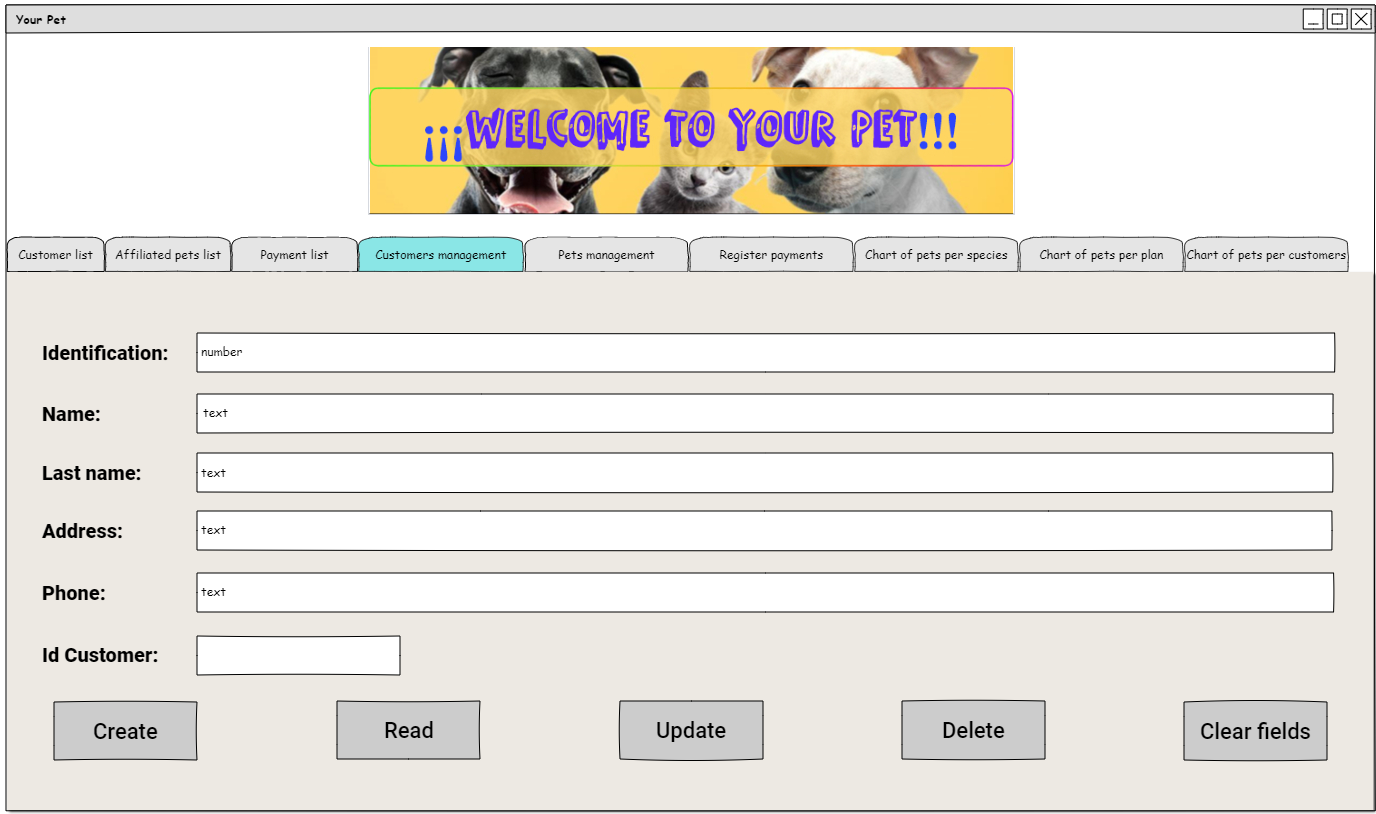 Your Pet
¡¡¡WELCOME TO YOUR PET!!!
Customer list Affiliated pets list Payment list Customers management Pets management Register payments Chart of pets per species Chart of pets per plan Chart of pets per customers
Identification: number
Name: text
Last name: text
Address: text
Phone: text
Id Customer:
Create Read Update Delete Clear fields